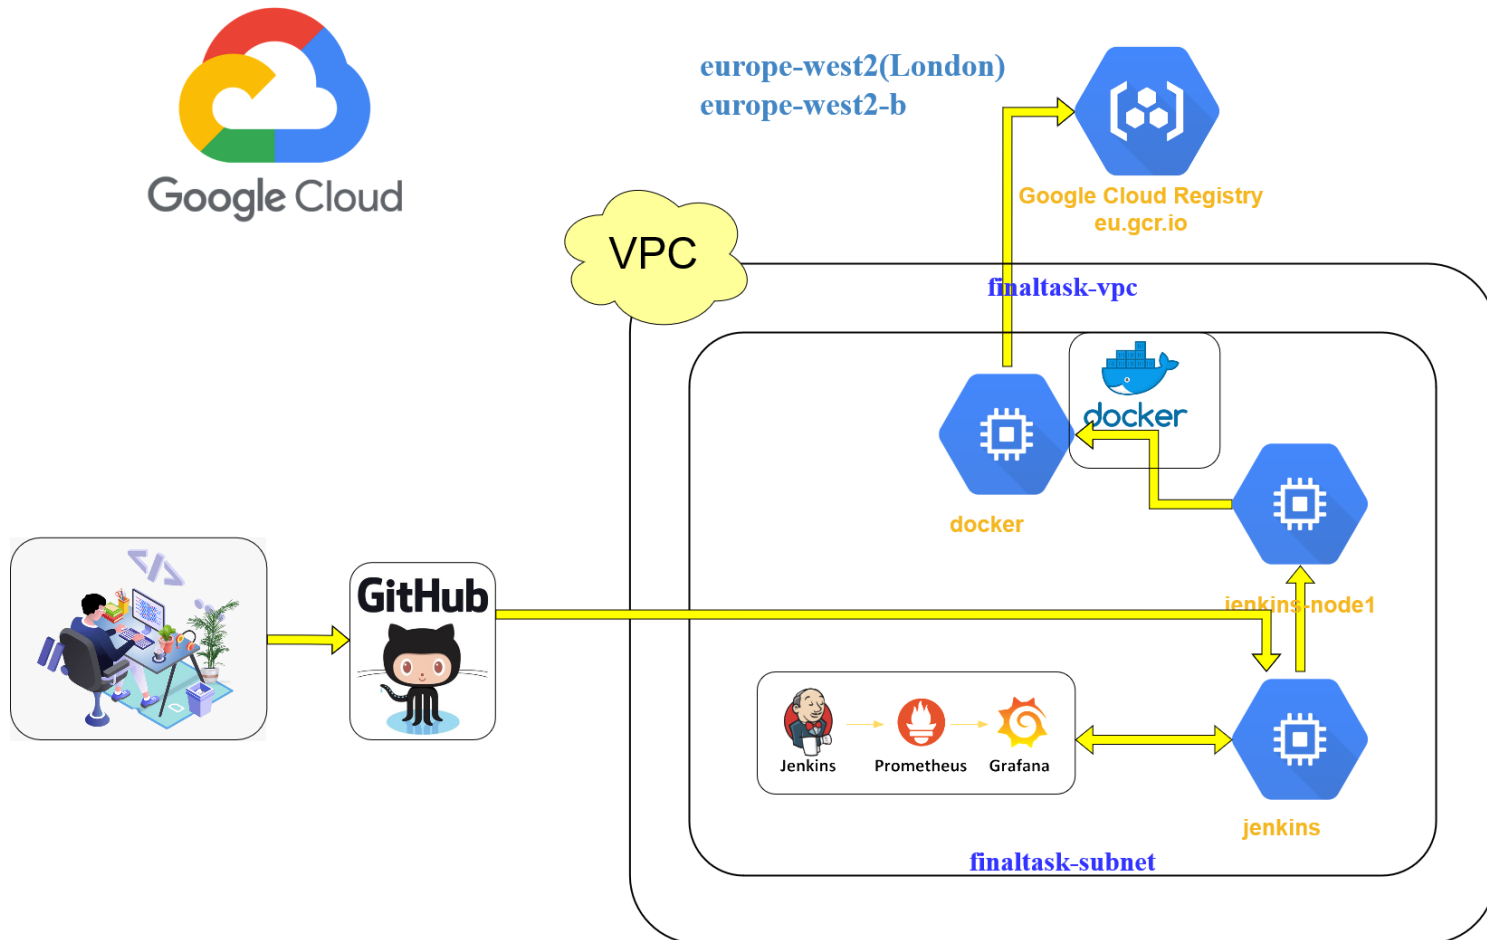 Google Cloud
europe-west2(London)
europe-west2-b
Google Cloud Registry
eu.gcr.io
VPC
finaltask-vpc
docker
docker
jenkins-node1
GitHub
Jenkins
Prometheus
Grafana
jenkins
finaltask-subnet